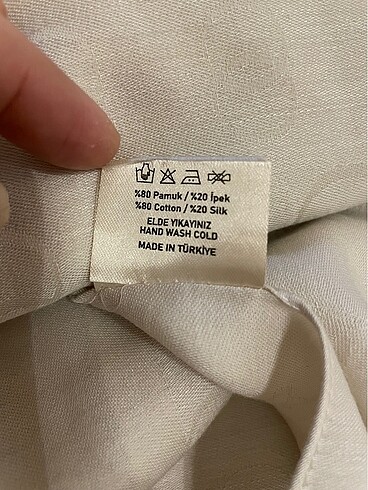 %80 Pamuk / %20 İpek
%80 Cotton / %20 Silk
ELDE YIKAYINIZ
HAND WASH COLD
MADE IN TÜRKİYE